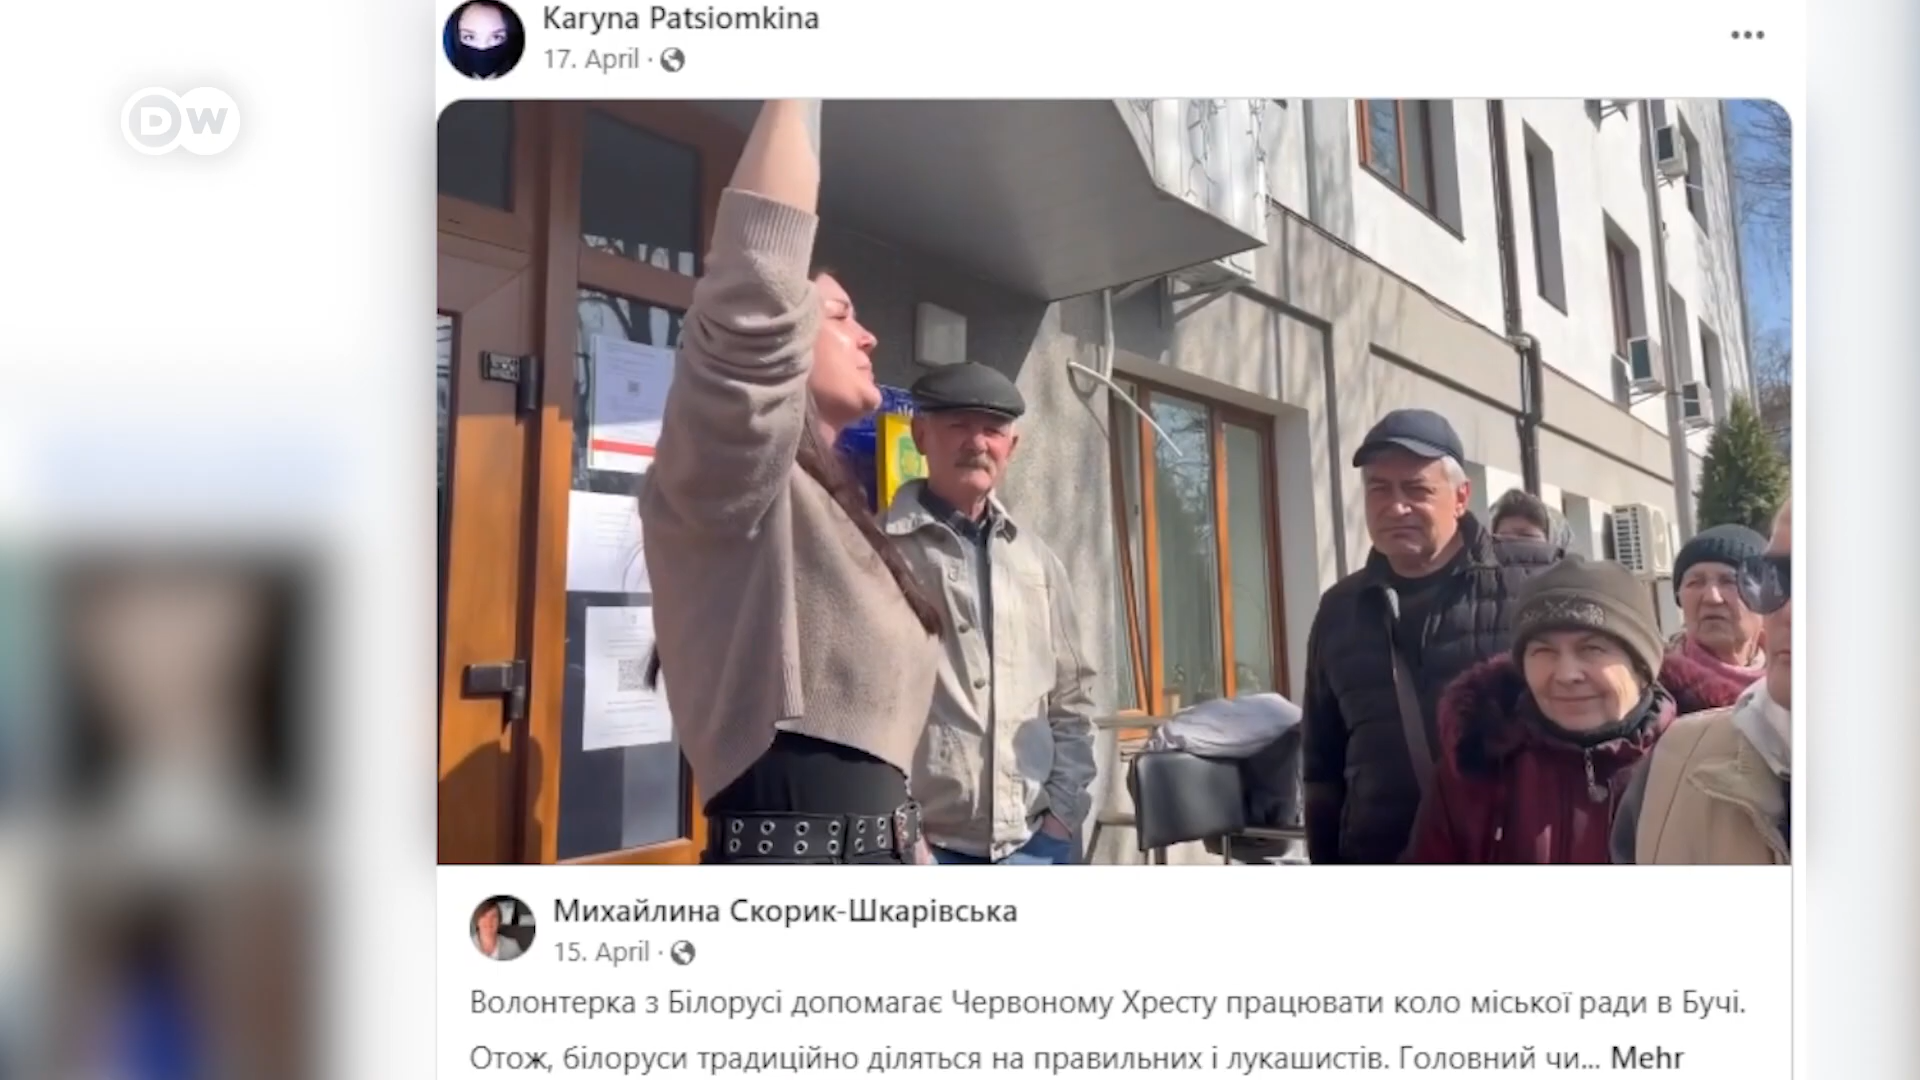 Karyna Patsiomkina
17. April
DW
Михайлина Скорик-Шкарівська
15. April
Волонтерка з Білорусі допомагає Червоному Хресту працювати коло міської ради в Бучі.
Отож, білоруси традиційно діляться на правильних і лукашистів. Головний чи... Mehr